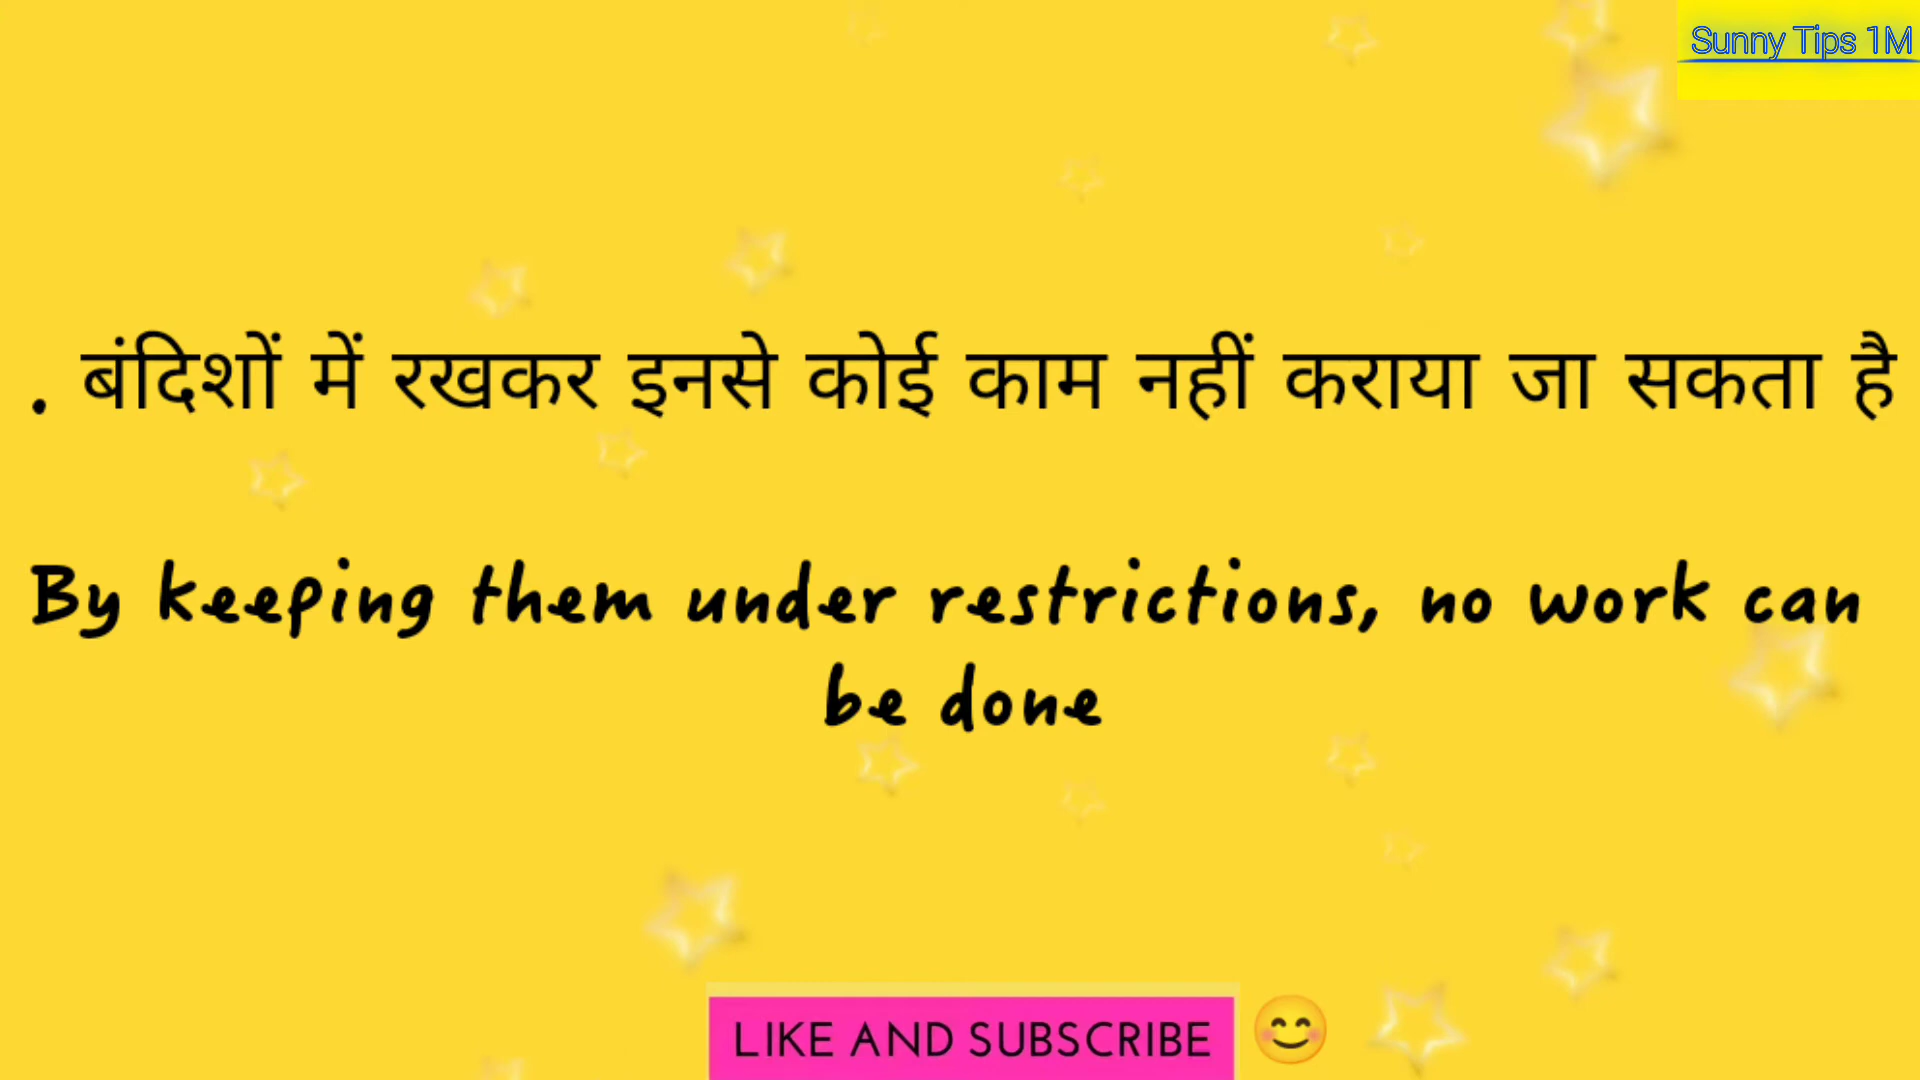 Sunny Tips 1M
. बंदिशों में रखकर इनसे कोई काम नहीं कराया जा सकता है
By keeping them under restrictions, no work can
be done
LIKE AND SUBSCRIBE 😊